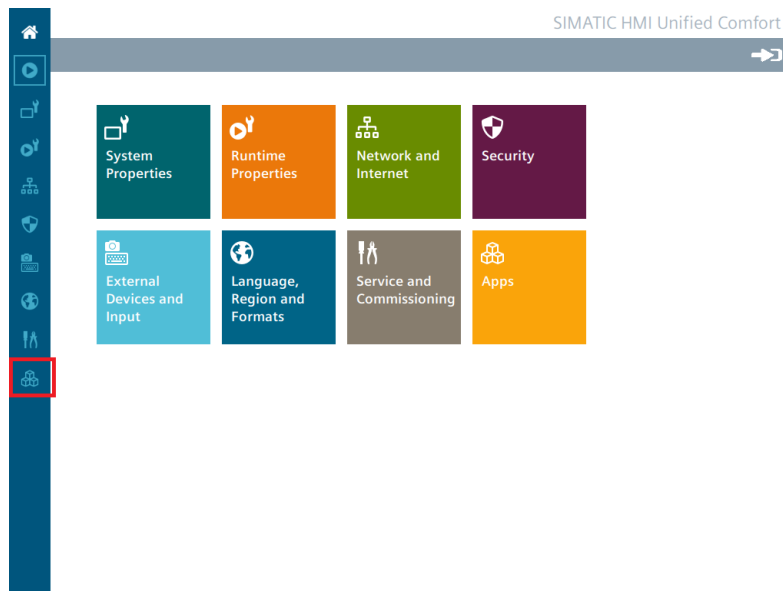 SIMATIC HMI Unified Comfort
System
Properties
Runtime
Properties
Network and
Internet
Security
External
Devices and
Input
Language,
Region and
Formats
Service and
Commissioning
Apps